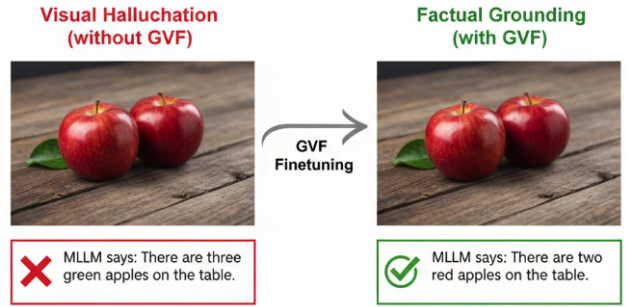 Visual Halluchation
(without GVF)
Factual Grounding
(with GVF)
GVF
Finetuning
MLLM says: There are three
green apples on the table.
MLLM says: There are two
red apples on the table.